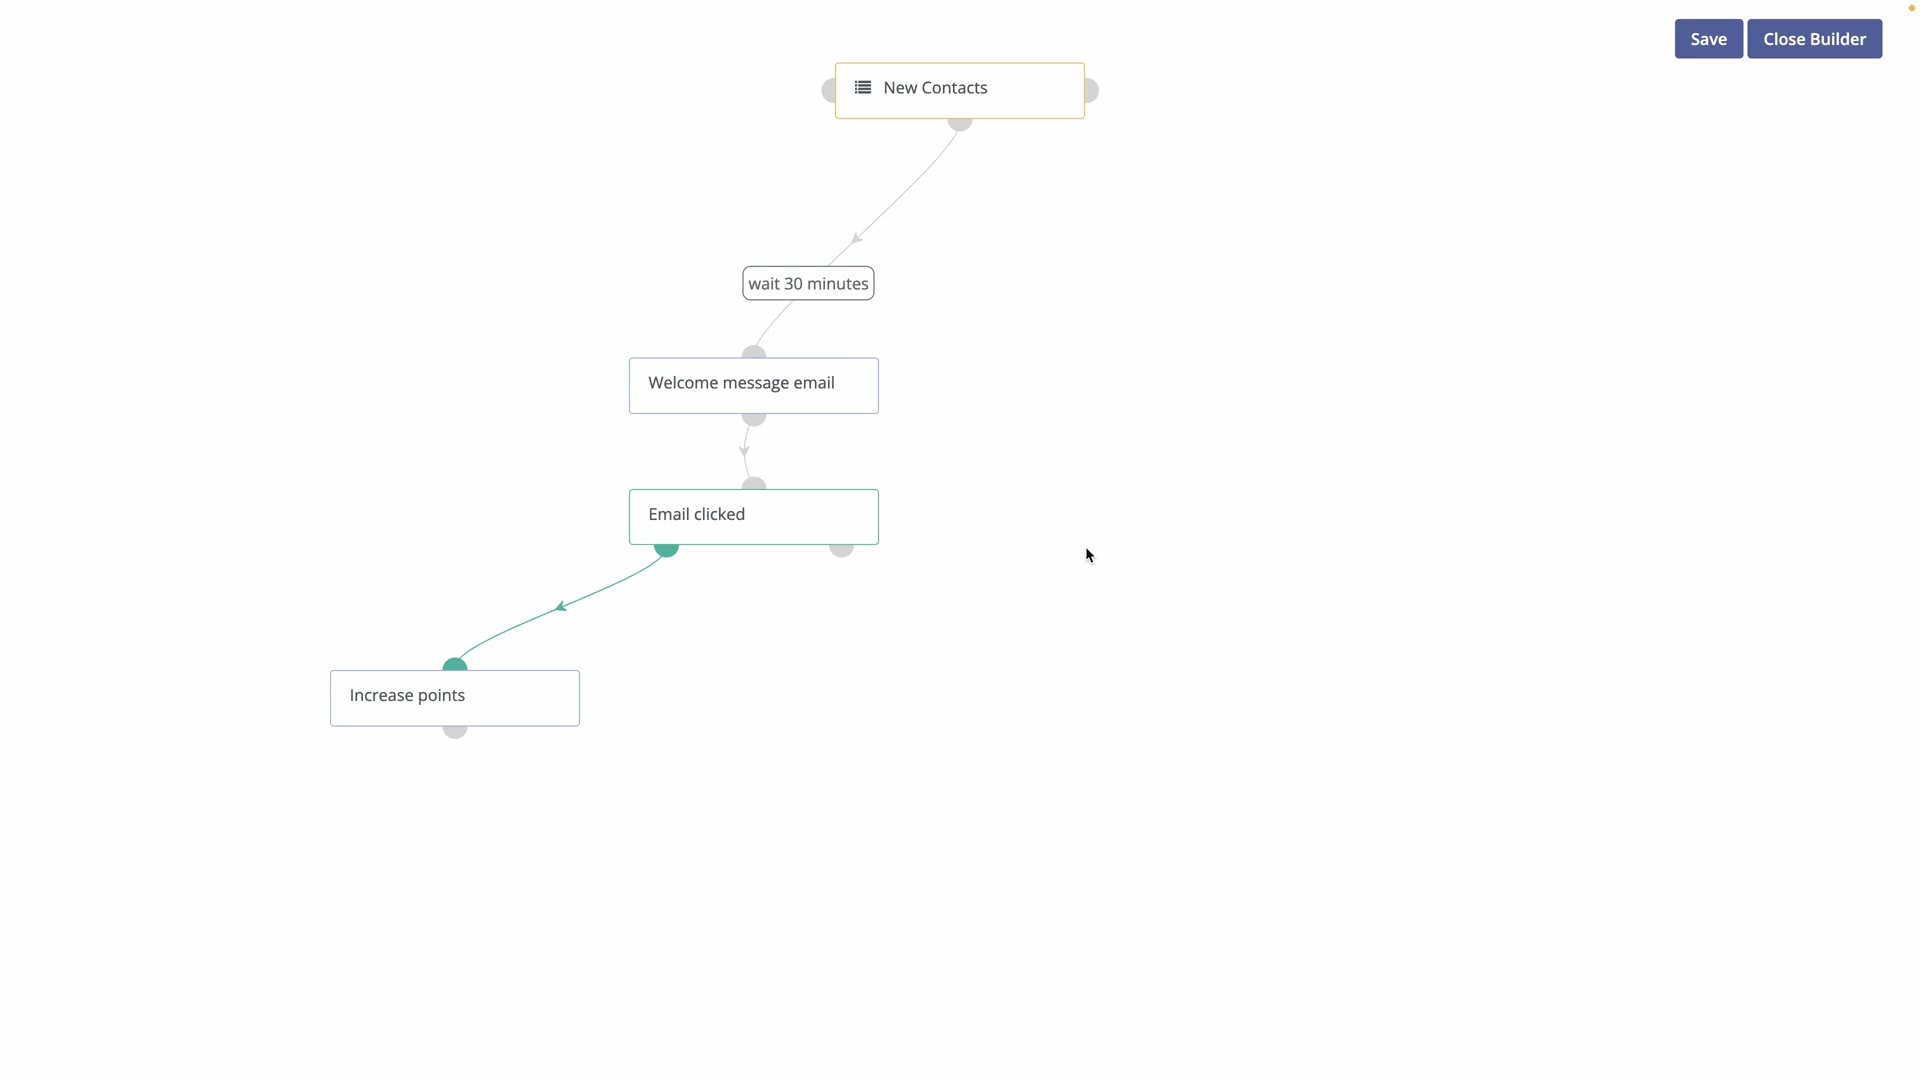 Save
Close Builder
New Contacts
wait 30 minutes
Welcome message email
Email clicked
Increase points